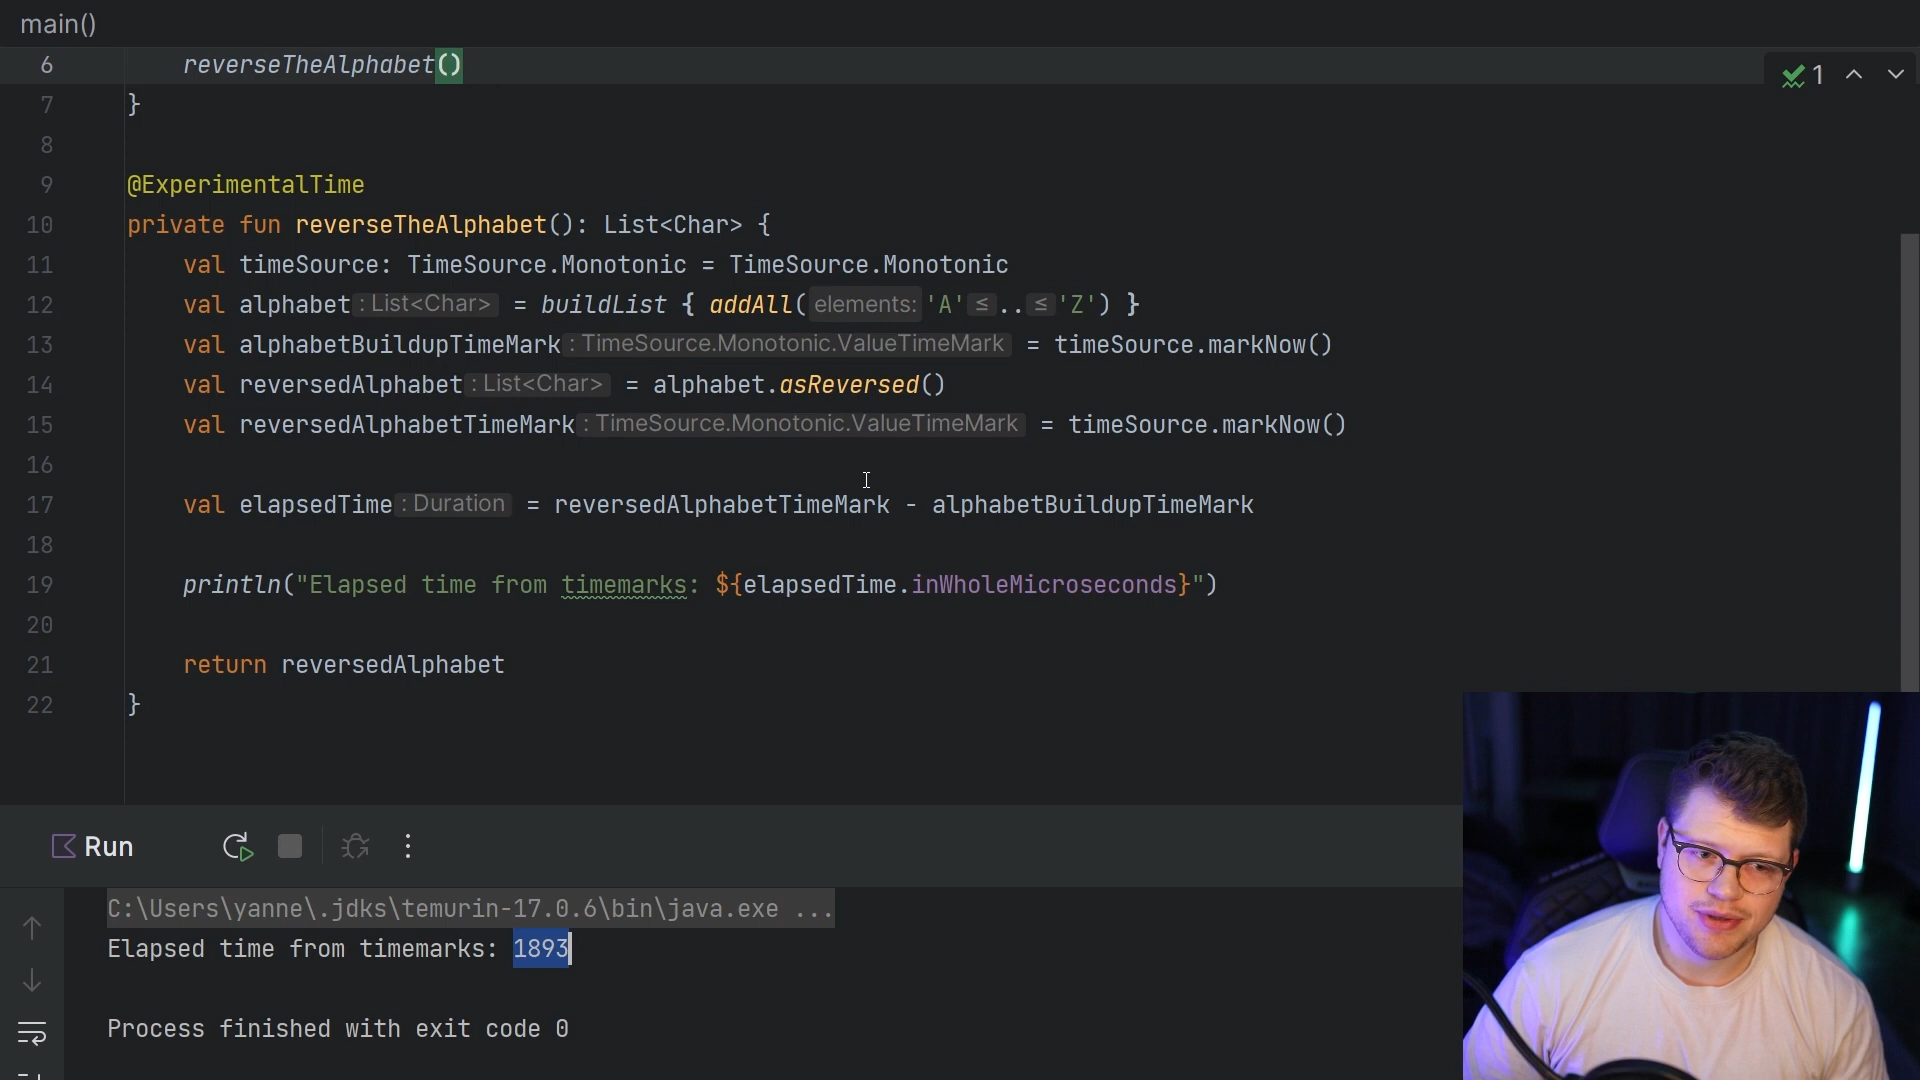 main()
6 reverseTheAlphabet()
1
7 }
8
9 @ExperimentalTime
10 private fun reverseTheAlphabet(): List<Char> {
11 val timeSource: TimeSource.Monotonic = TimeSource.Monotonic
12 val alphabet : List<Char> = buildList { addAll( elements: 'A' ≤ .. ≤ 'Z') }
13 val alphabetBuildupTimeMark : TimeSource.Monotonic.ValueTimeMark = timeSource.markNow()
14 val reversedAlphabet : List<Char> = alphabet.asReversed()
15 val reversedAlphabetTimeMark : TimeSource.Monotonic.ValueTimeMark = timeSource.markNow()
16
17 val elapsedTime : Duration = reversedAlphabetTimeMark - alphabetBuildupTimeMark
18
19 println("Elapsed time from timemarks: ${elapsedTime.inWholeMicroseconds}")
20
21 return reversedAlphabet
22 }
Run
C:\Users\yanne\.jdks\temurin-17.0.6\bin\java.exe ...
Elapsed time from timemarks: 1893
Process finished with exit code 0